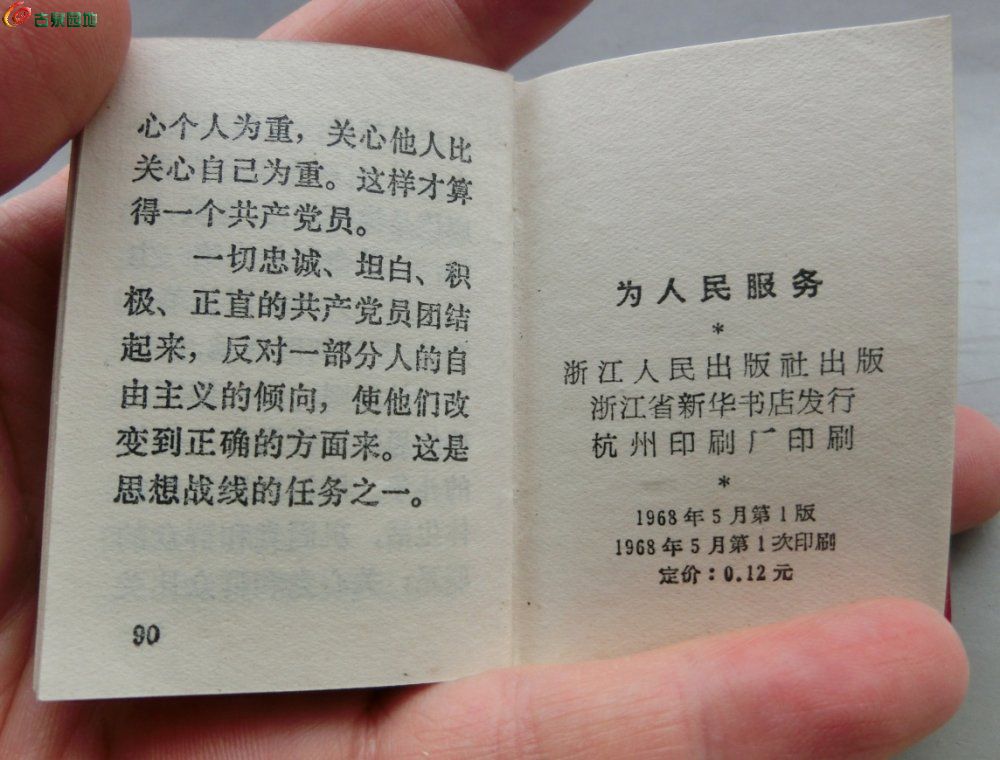 古泉园地
心个人为重，关心他人比
关心自己为重。这样才算
得一个共产党员。
一切忠诚、坦白、积
极、正直的共产党员团结
起来，反对一部分人的自
由主义的倾向，使他们改
变到正确的方面来。这是
思想战线的任务之一。
90
为人民服务
*
浙江人民出版社出版
浙江省新华书店发行
杭州印刷厂印刷
*
1968年5月第1版
1968年5月第1次印刷
定价：0.12元